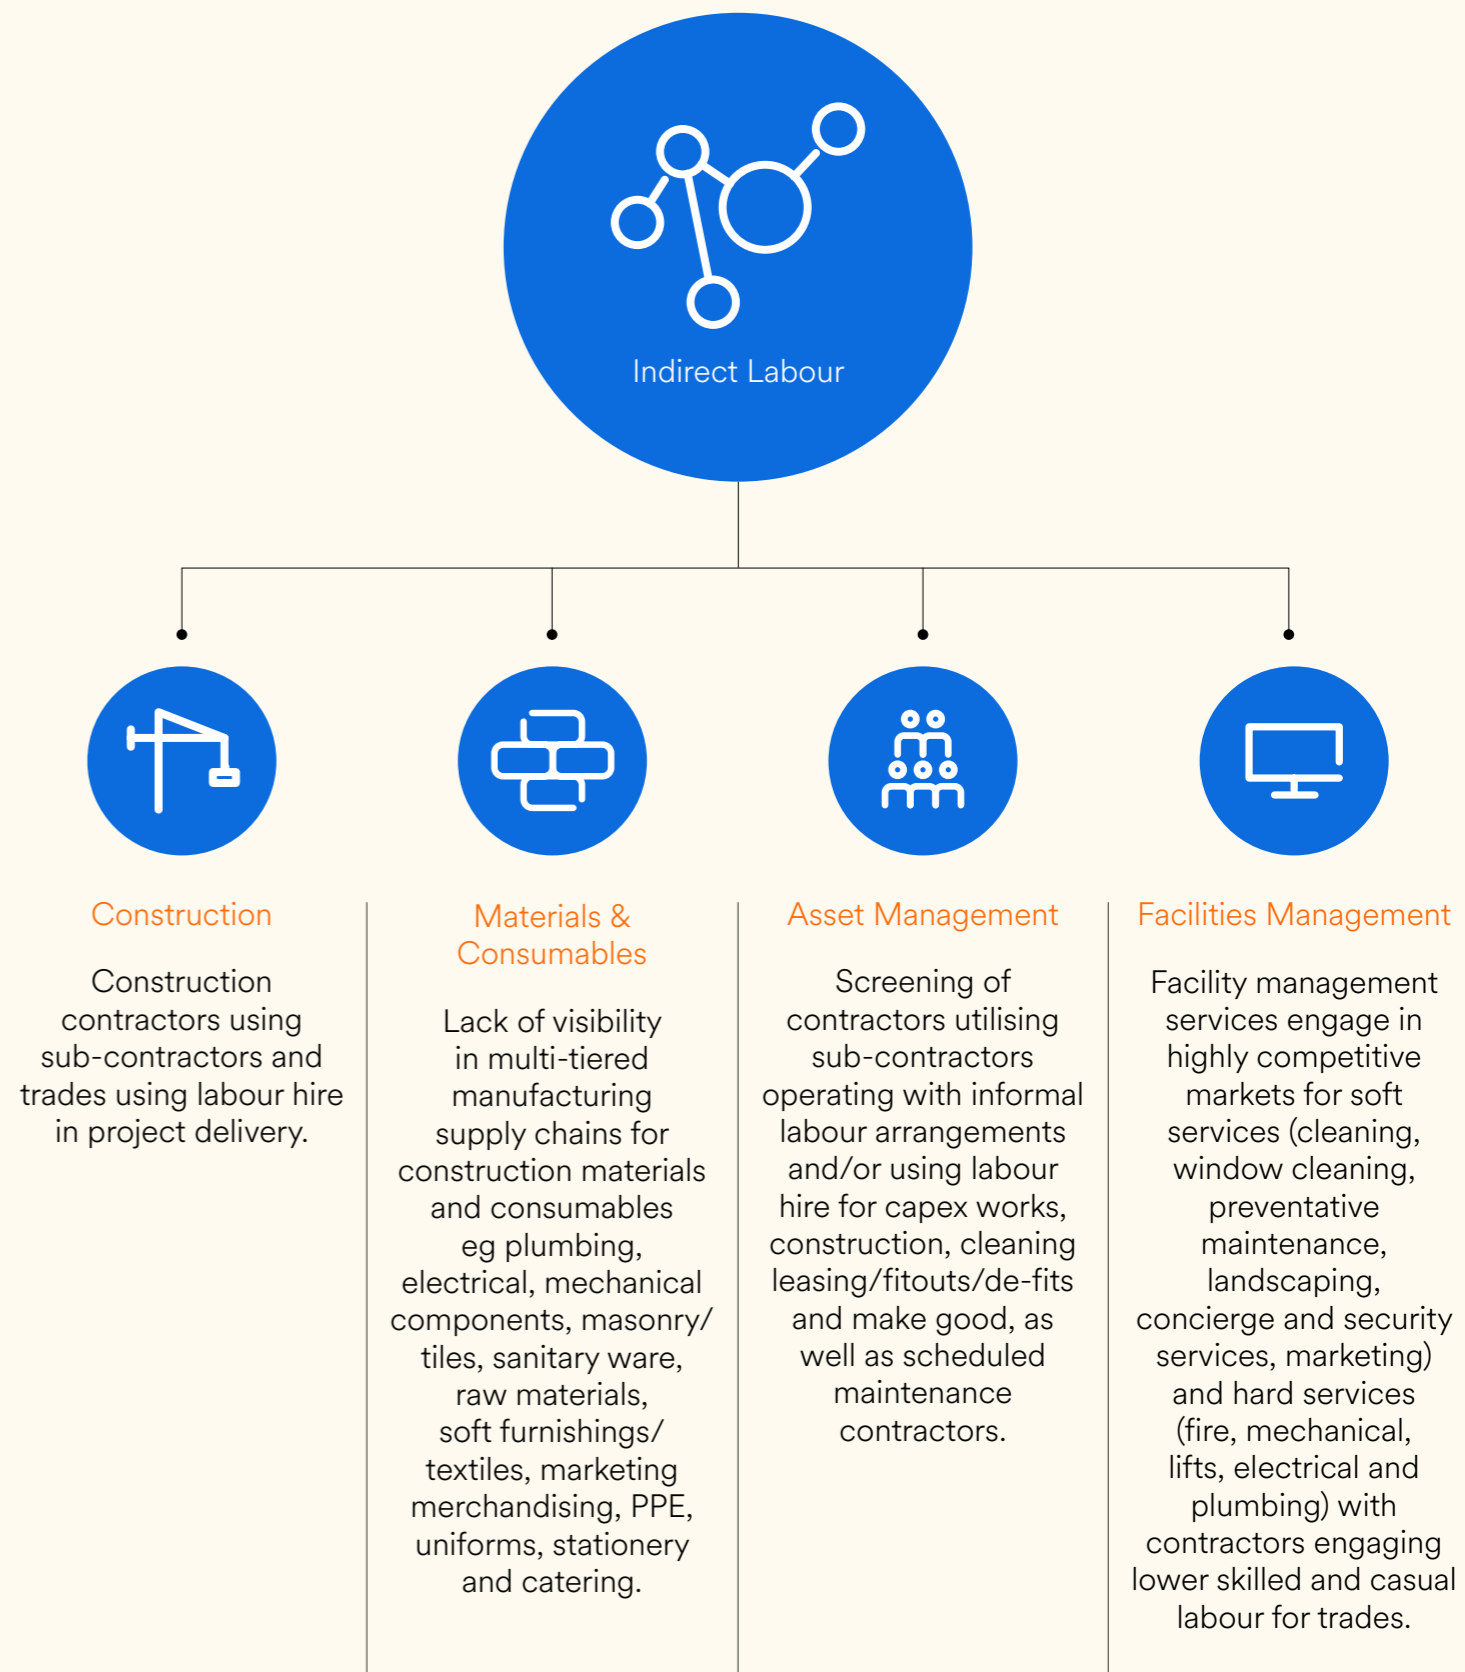 Indirect Labour
Construction
Construction
contractors using
sub-contractors and
trades using labour hire
in project delivery.
Materials &
Consumables
Lack of visibility
in multi-tiered
manufacturing
supply chains for
construction materials
and consumables
eg plumbing,
electrical, mechanical
components, masonry/
tiles, sanitary ware,
raw materials,
soft furnishings/
textiles, marketing
merchandising, PPE,
uniforms, stationery
and catering.
Asset Management
Screening of
contractors utilising
sub-contractors
operating with informal
labour arrangements
and/or using labour
hire for capex works,
construction, cleaning
leasing/fitouts/de-fits
and make good, as
well as scheduled
maintenance
contractors.
Facilities Management
Facility management
services engage in
highly competitive
markets for soft
services (cleaning,
window cleaning,
preventative
maintenance,
landscaping,
concierge and security
services, marketing)
and hard services
(fire, mechanical,
lifts, electrical and
plumbing) with
contractors engaging
lower skilled and casual
labour for trades.